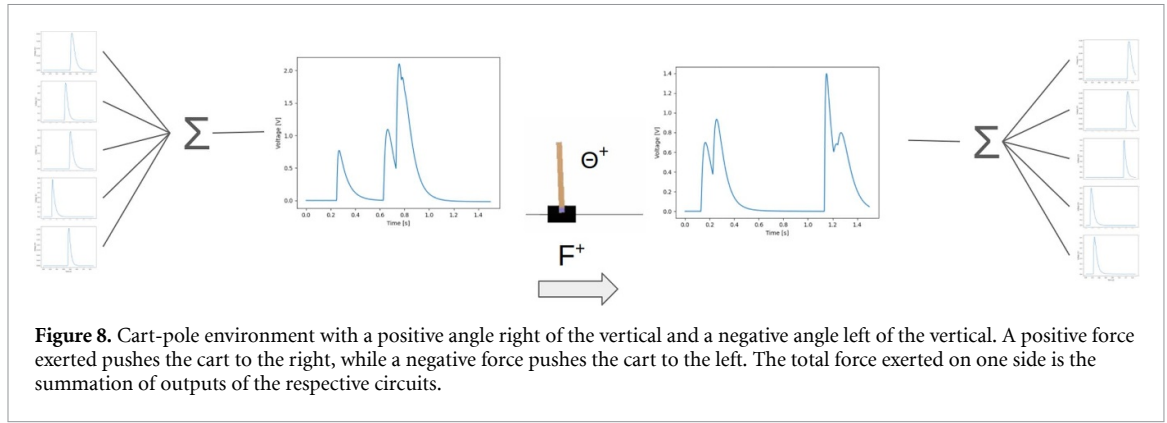 Σ
Voltage [V]
2.0
1.5
1.0
0.5
0.0
0.0 0.2 0.4 0.6 0.8 1.0 1.2 1.4
Time [s]
Θ+
F+
Voltage [V]
1.4
1.2
1.0
0.8
0.6
0.4
0.2
0.0
0.0 0.2 0.4 0.6 0.8 1.0 1.2 1.4
Time [s]
Σ
Figure 8. Cart-pole environment with a positive angle right of the vertical and a negative angle left of the vertical. A positive force
exerted pushes the cart to the right, while a negative force pushes the cart to the left. The total force exerted on one side is the
summation of outputs of the respective circuits.